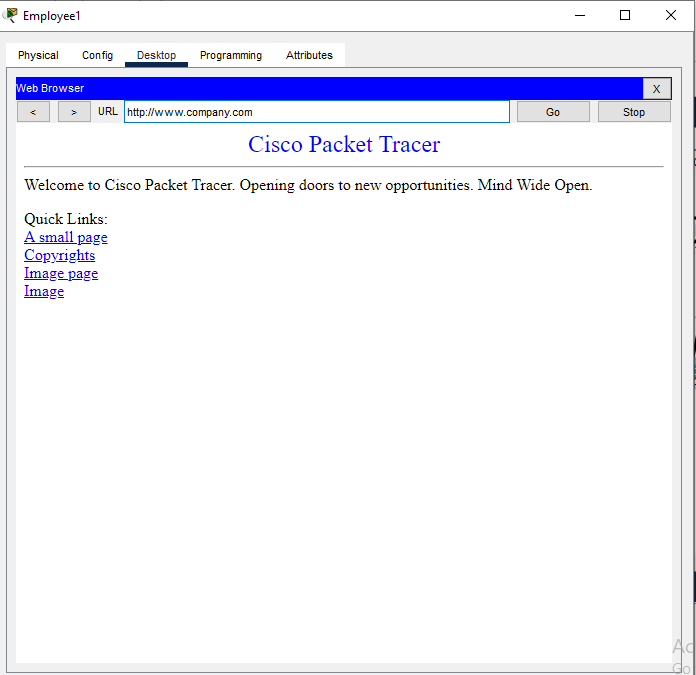 Employee1
Physical Config Desktop Programming Attributes
Web Browser X
< > URL http://www.company.com Go Stop
Cisco Packet Tracer
Welcome to Cisco Packet Tracer. Opening doors to new opportunities. Mind Wide Open.
Quick Links:
A small page
Copyrights
Image page
Image